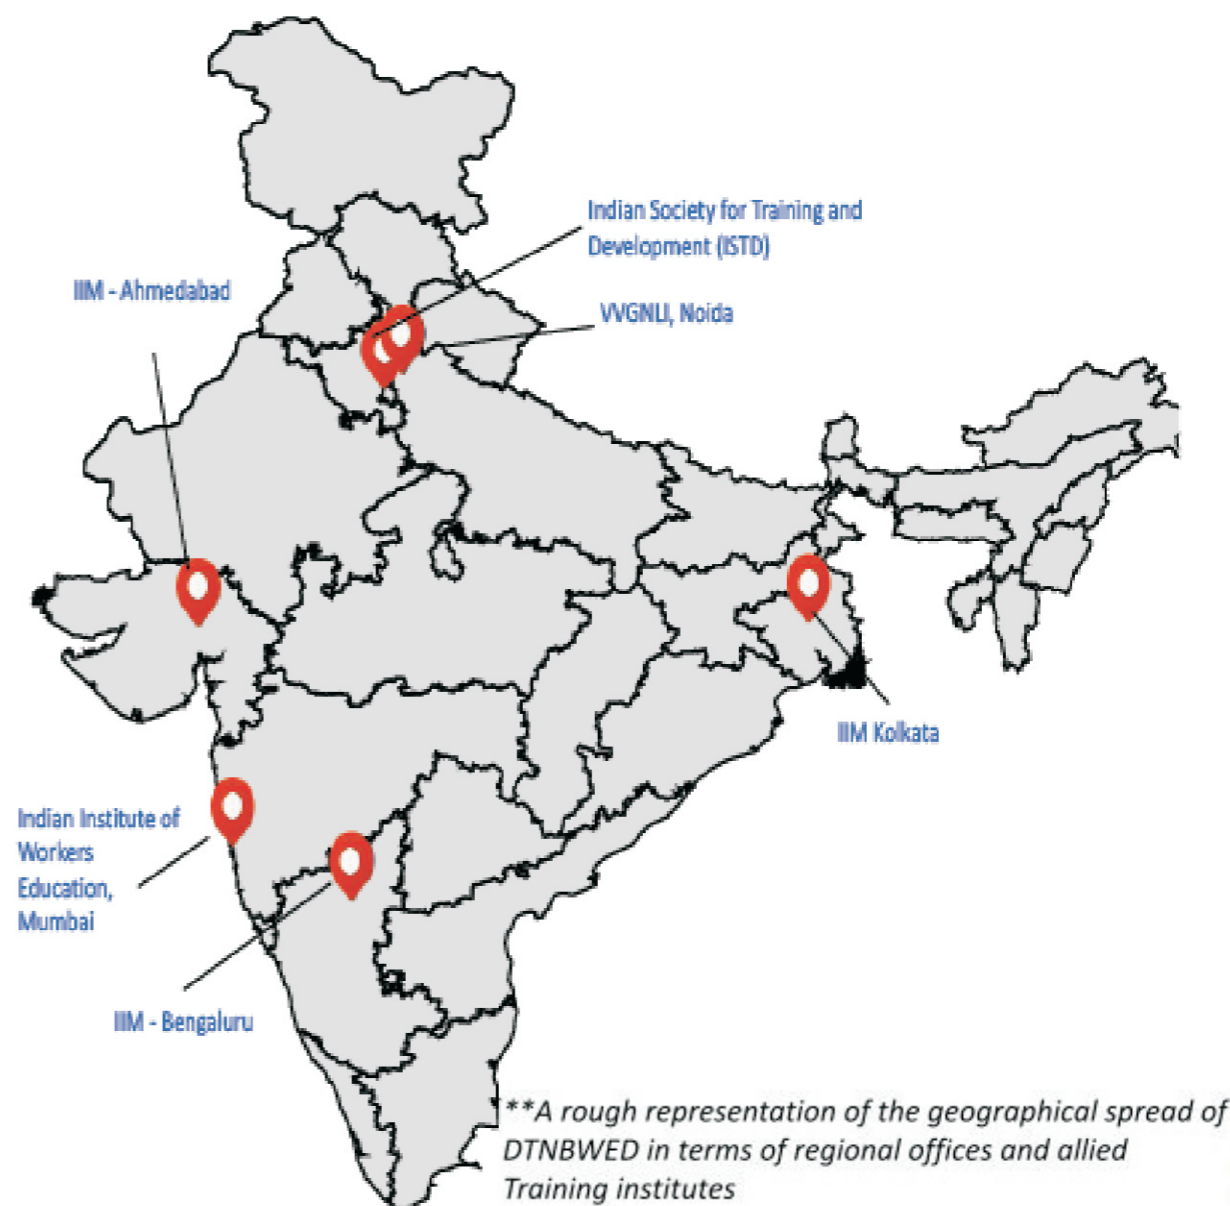 Indian Society for Training and
Development (ISTD)
IIM - Ahmedabad
VVGNLI, Noida
IIM Kolkata
Indian Institute of
Workers
Education,
Mumbai
IIM - Bengaluru
**A rough representation of the geographical spread of
DTNBWED in terms of regional offices and allied
Training institutes